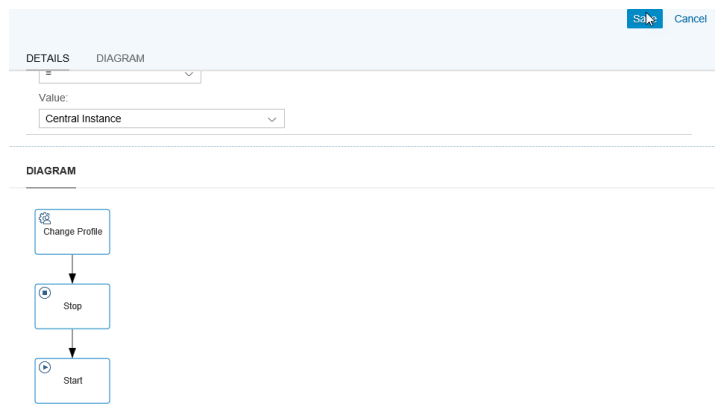 Save
Cancel
DETAILS
DIAGRAM
=
Value:
Central Instance
DIAGRAM
Change Profile
Stop
Start